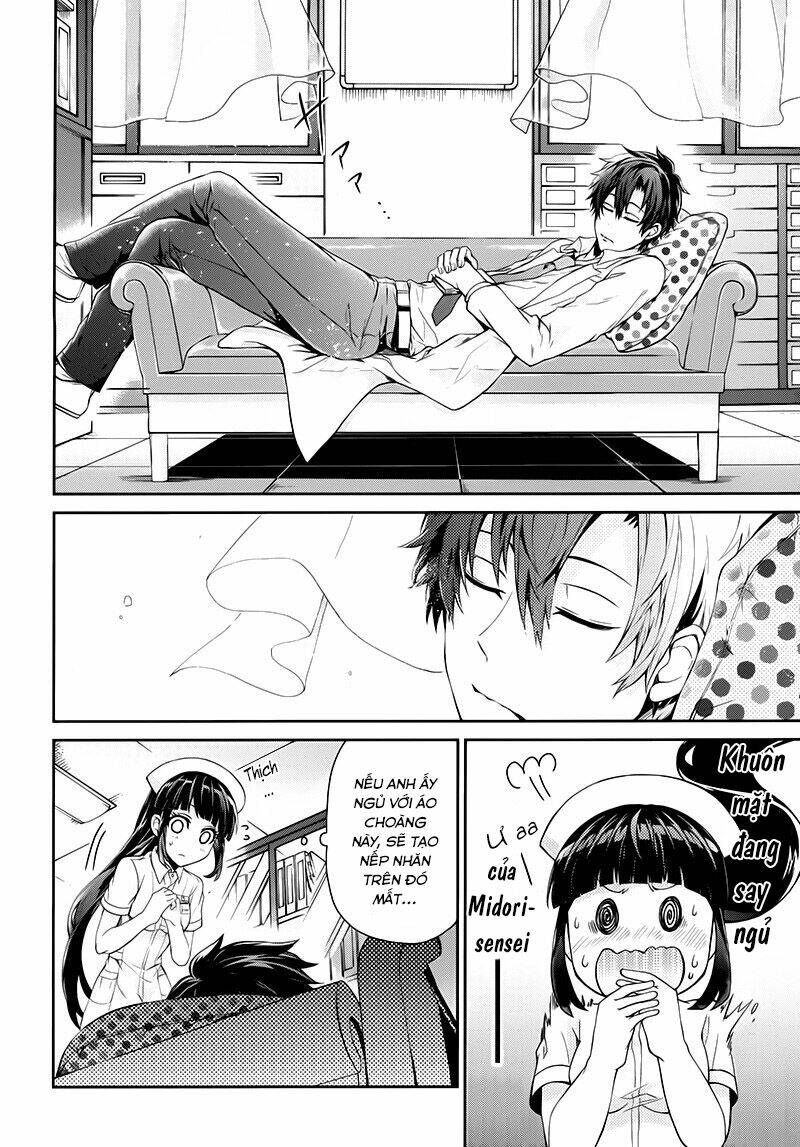 Khuôn
mặt
đang
say
ngủ
của
Midori-
sensei
Ư aa
Thịch
...
NẾU ANH ẤY
NGỦ VỚI ÁO
CHOÀNG
NÀY, SẼ TẠO
NẾP NHĂN
TRÊN ĐÓ
MẤT...